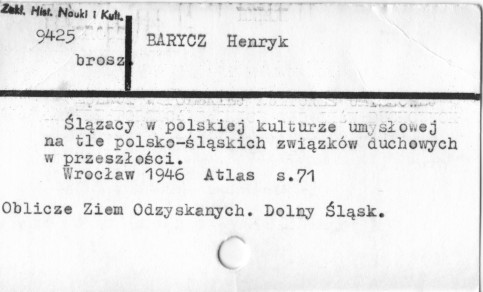 Zakł. Hist. Nauki i Kult.
9425 BARYCZ Henryk
brosz.
Ślązacy w polskiej kulturze umysłowej
na tle polsko-śląskich związków duchowych
w przeszłości.
Wrocław 1946 Atlas s.71
Oblicze Ziem Odzyskanych. Dolny Śląsk.